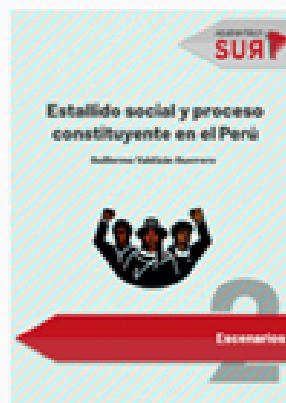 SUR
Estallido social y proceso
constituyente en el Perú
Guillermo Valdizán Guerrero
2
Escenarios